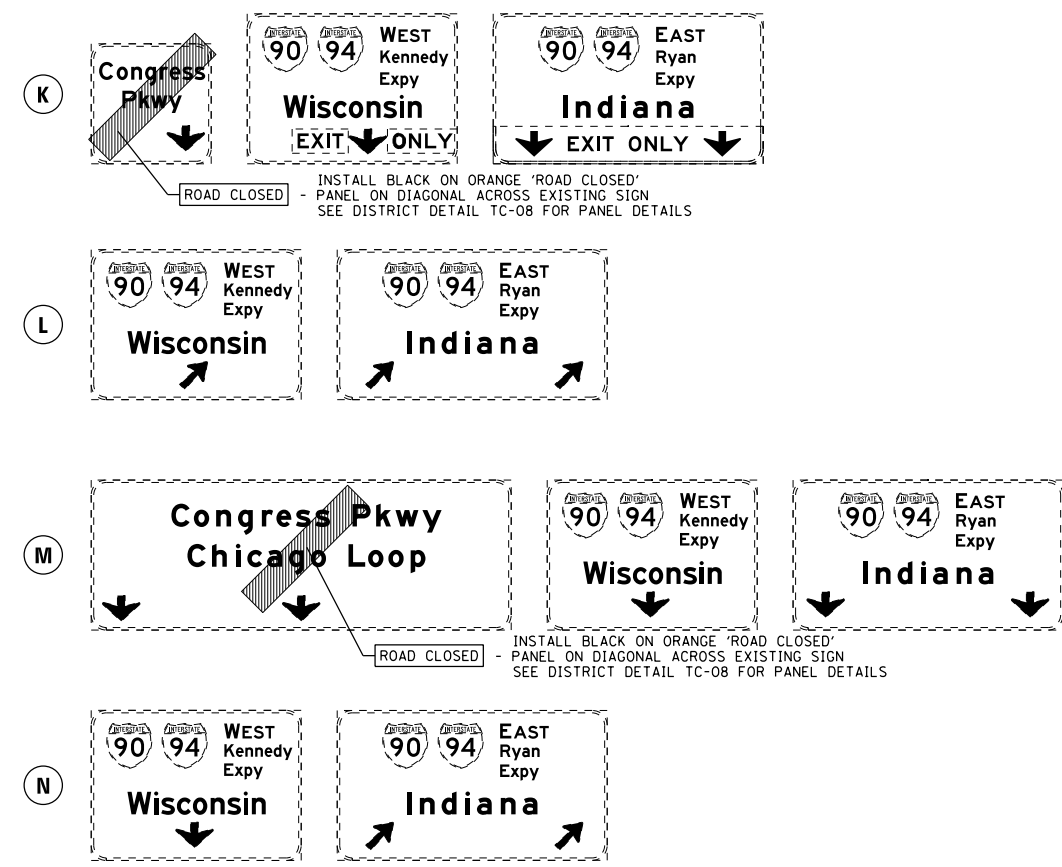 K
Congress
Pkwy
INTERSTATE 90 INTERSTATE 94 WEST
Kennedy
Expy
Wisconsin
EXIT ONLY
INTERSTATE 90 INTERSTATE 94 EAST
Ryan
Expy
Indiana
EXIT ONLY
ROAD CLOSED - INSTALL BLACK ON ORANGE 'ROAD CLOSED'
PANEL ON DIAGONAL ACROSS EXISTING SIGN
SEE DISTRICT DETAIL TC-08 FOR PANEL DETAILS
L
INTERSTATE 90 INTERSTATE 94 WEST
Kennedy
Expy
Wisconsin
INTERSTATE 90 INTERSTATE 94 EAST
Ryan
Expy
Indiana
M
Congress Pkwy
Chicago Loop
INTERSTATE 90 INTERSTATE 94 WEST
Kennedy
Expy
Wisconsin
INTERSTATE 90 INTERSTATE 94 EAST
Ryan
Expy
Indiana
ROAD CLOSED - INSTALL BLACK ON ORANGE 'ROAD CLOSED'
PANEL ON DIAGONAL ACROSS EXISTING SIGN
SEE DISTRICT DETAIL TC-08 FOR PANEL DETAILS
N
INTERSTATE 90 INTERSTATE 94 WEST
Kennedy
Expy
Wisconsin
INTERSTATE 90 INTERSTATE 94 EAST
Ryan
Expy
Indiana